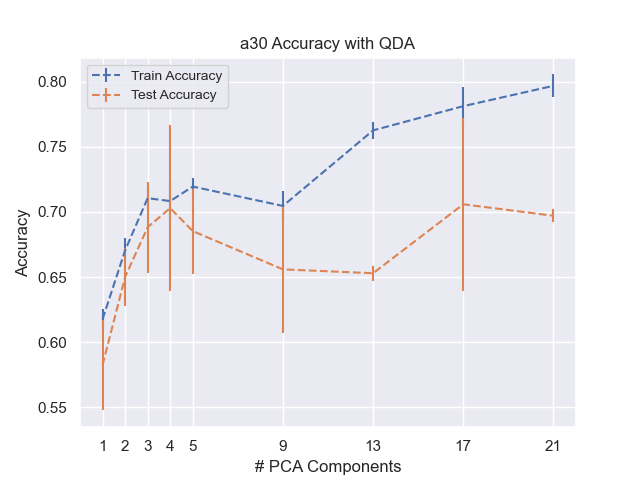 a30 Accuracy with QDA
Train Accuracy
Test Accuracy
0.80
0.75
0.70
0.65
0.60
0.55
Accuracy
1 2 3 4 5 9 13 17 21
# PCA Components